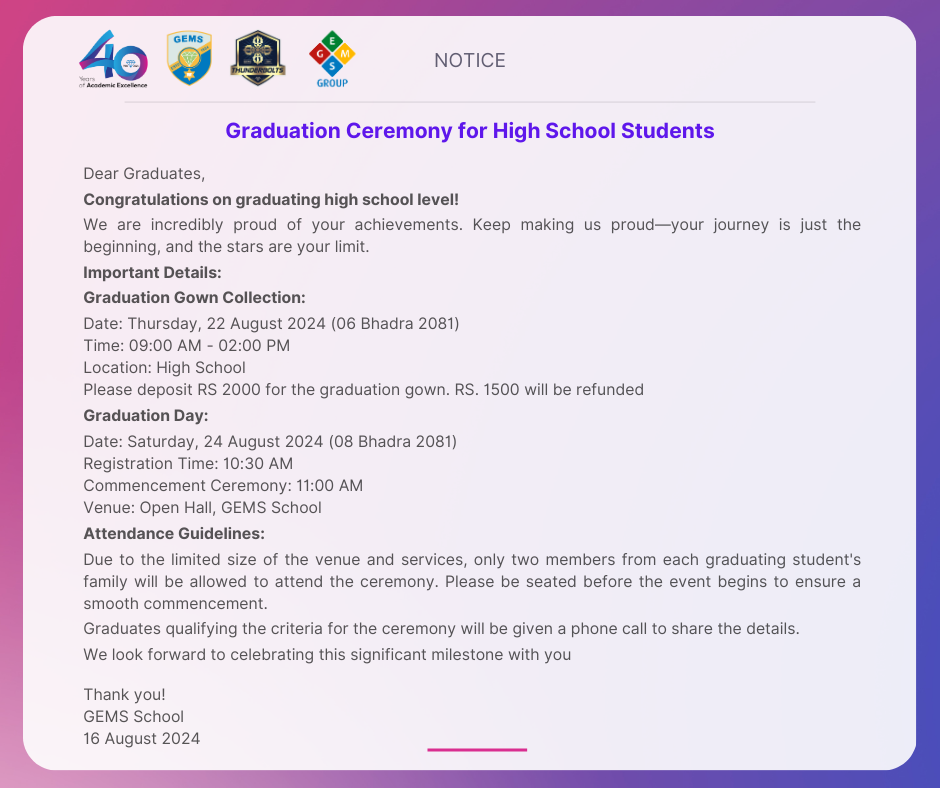 40
Years
of Academic Excellence
GEMS
THUNDERBOLTS
E
G M
S
GROUP
NOTICE
Graduation Ceremony for High School Students
Dear Graduates,
Congratulations on graduating high school level!
We are incredibly proud of your achievements. Keep making us proud—your journey is just the
beginning, and the stars are your limit.
Important Details:
Graduation Gown Collection:
Date: Thursday, 22 August 2024 (06 Bhadra 2081)
Time: 09:00 AM - 02:00 PM
Location: High School
Please deposit RS 2000 for the graduation gown. RS. 1500 will be refunded
Graduation Day:
Date: Saturday, 24 August 2024 (08 Bhadra 2081)
Registration Time: 10:30 AM
Commencement Ceremony: 11:00 AM
Venue: Open Hall, GEMS School
Attendance Guidelines:
Due to the limited size of the venue and services, only two members from each graduating student's
family will be allowed to attend the ceremony. Please be seated before the event begins to ensure a
smooth commencement.
Graduates qualifying the criteria for the ceremony will be given a phone call to share the details.
We look forward to celebrating this significant milestone with you
Thank you!
GEMS School
16 August 2024